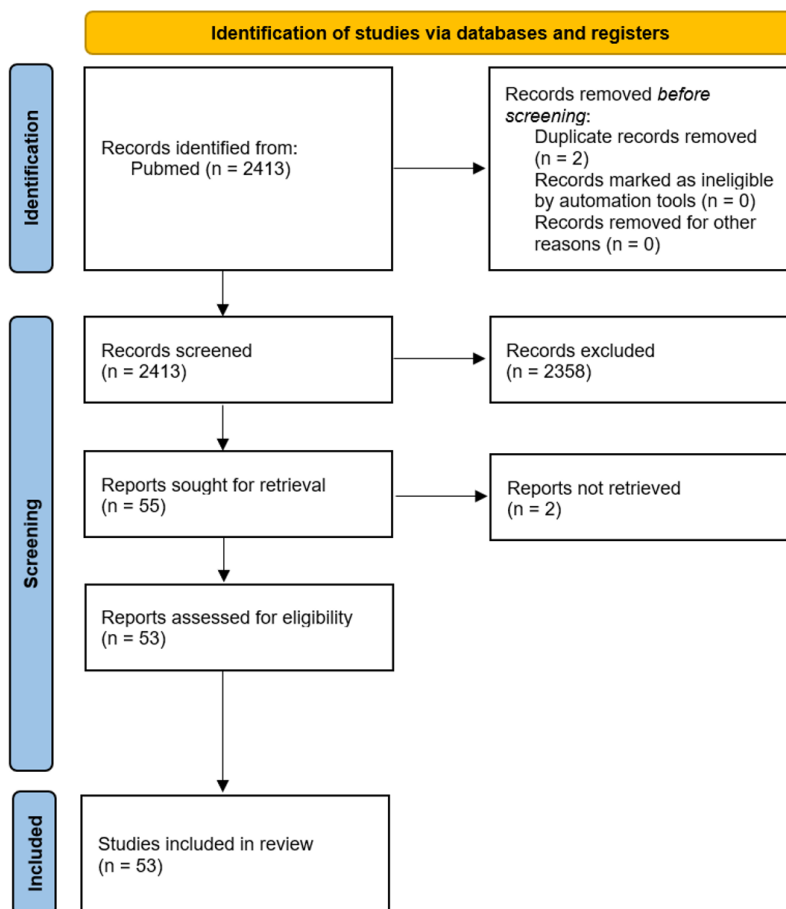 Identification of studies via databases and registers
Identification
Records identified from:
Pubmed (n = 2413)
Records removed before
screening:
Duplicate records removed
(n = 2)
Records marked as ineligible
by automation tools (n = 0)
Records removed for other
reasons (n = 0)
Screening
Records screened
(n = 2413)
Records excluded
(n = 2358)
Reports sought for retrieval
(n = 55)
Reports not retrieved
(n = 2)
Reports assessed for eligibility
(n = 53)
Included
Studies included in review
(n = 53)